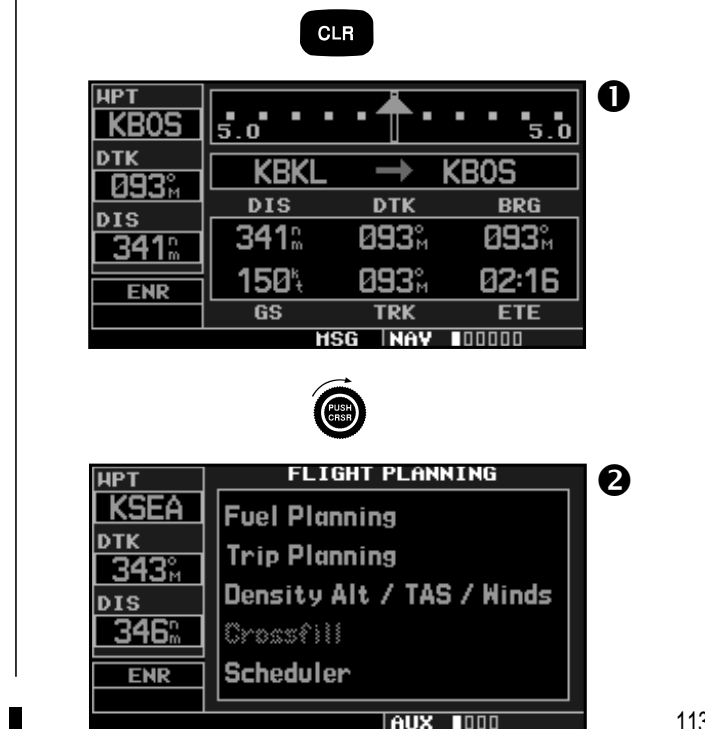 CLR
❶
WPT
KBOS
DTK
093°M
DIS
341nm
ENR
5.0 5.0
KBKL → KBOS
DIS DTK BRG
341nm 093°M 093°M
150kt 093°M 02:16
GS TRK ETE
MSG NAV
PUSH
CRSR
❷
WPT
KSEA
DTK
343°M
DIS
346nm
ENR
FLIGHT PLANNING
Fuel Planning
Trip Planning
Density Alt / TAS / Winds
Crossfill
Scheduler
AUX
113